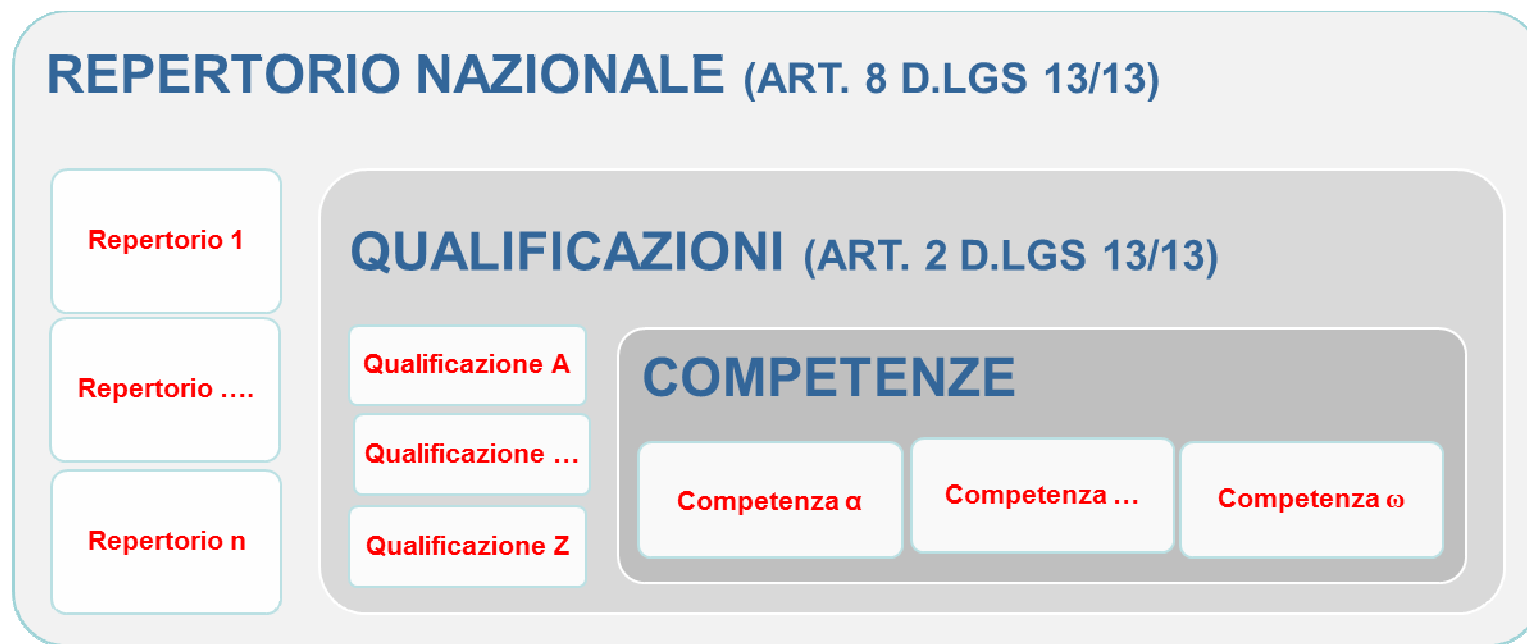 REPERTORIO NAZIONALE (ART. 8 D.LGS 13/13)
Repertorio 1
Repertorio ....
Repertorio n
QUALIFICAZIONI (ART. 2 D.LGS 13/13)
Qualificazione A
Qualificazione ...
Qualificazione Z
COMPETENZE
Competenza α
Competenza ...
Competenza ω